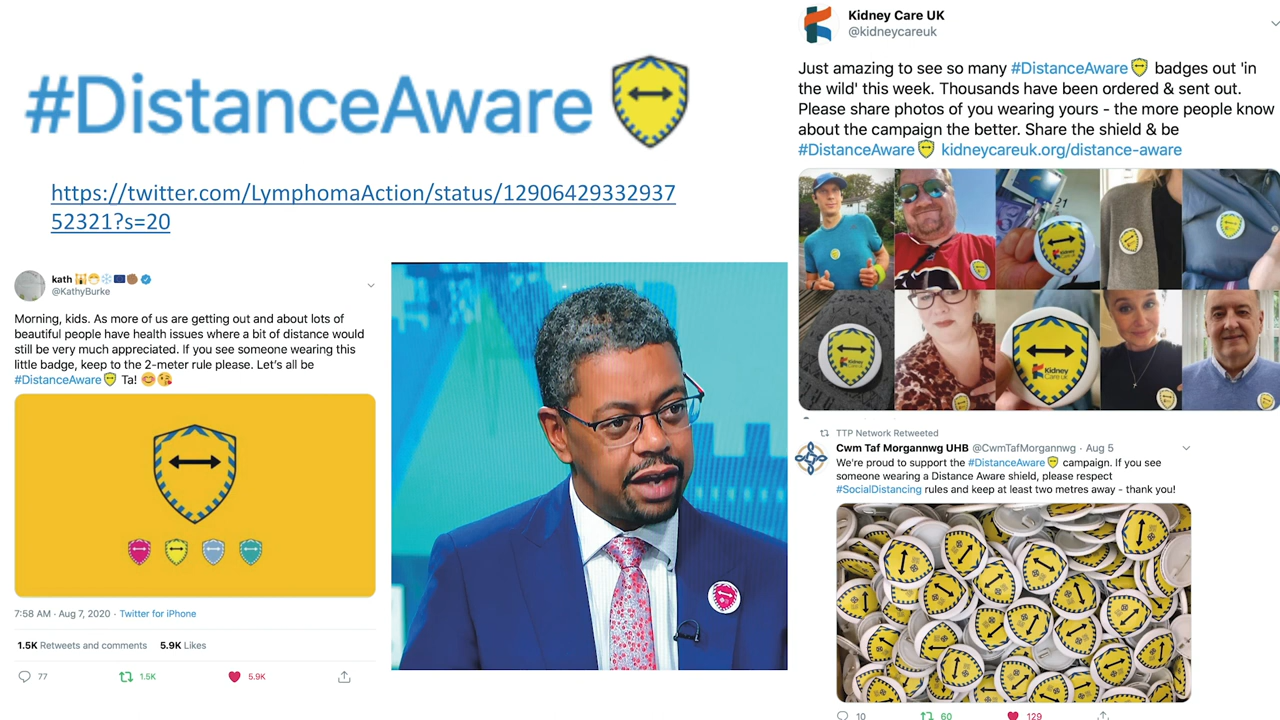 #DistanceAware
https://twitter.com/LymphomaAction/status/12906429332937
52321?s=20
kath
@KathyBurke
Morning, kids. As more of us are getting out and about lots of
beautiful people have health issues where a bit of distance would
still be very much appreciated. If you see someone wearing this
little badge, keep to the 2-meter rule please. Let's all be
#DistanceAware Ta! 😊😘
7:58 AM · Aug 7, 2020 · Twitter for iPhone
1.5K Retweets and comments 5.9K Likes
77 1.5K 5.9K
Kidney Care UK
@kidneycareuk
Just amazing to see so many #DistanceAware badges out 'in
the wild' this week. Thousands have been ordered & sent out.
Please share photos of you wearing yours - the more people know
about the campaign the better. Share the shield & be
#DistanceAware kidneycareuk.org/distance-aware
21
Kidney
Care UK
Kidney
Care UK
TTP Network Retweeted
Cwm Taf Morgannwg UHB @CwmTafMorgannwg · Aug 5
We're proud to support the #DistanceAware campaign. If you see
someone wearing a Distance Aware shield, please respect
#SocialDistancing rules and keep at least two metres away - thank you!
10 60 129